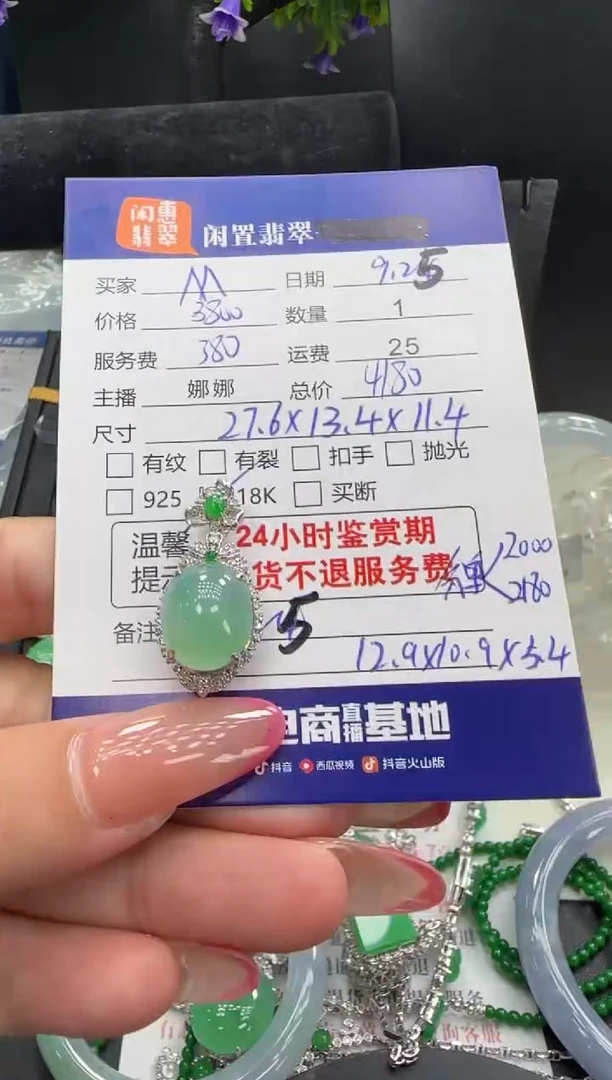 闲惠
翡翠
闲置翡翠
买家 M 日期 9.25
价格 3800 数量 1
服务费 380 运费 25
主播 娜娜 总价 4180
尺寸 27.6X13.4X11.4
有纹 有裂 扣手 抛光
925 18K 买断
温馨 24小时鉴赏期
提示 货不退服务费
2000
2180
备注 5
12.9X10.9X5.4
电商直播基地
抖音 西瓜视频 抖音火山版